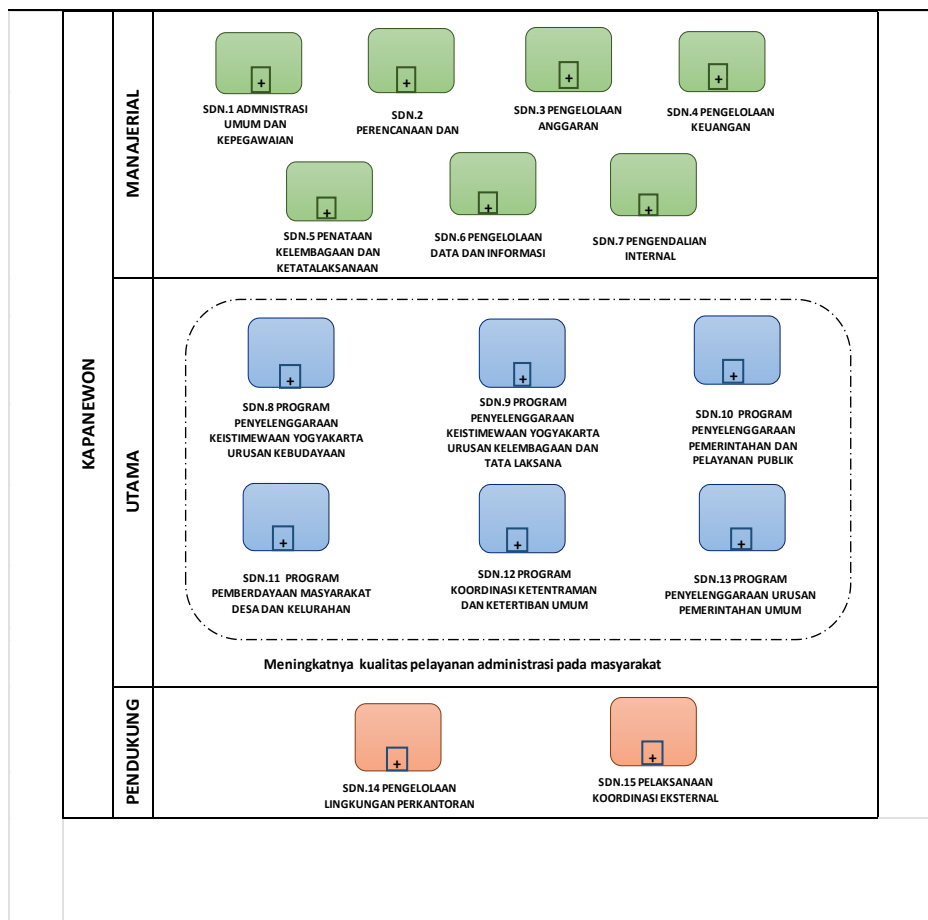 KAPANEWON
MANAJERIAL
+
+
+
+
SDN.1 ADMNISTRASI
UMUM DAN
KEPEGAWAIAN
SDN.2
PERENCANAAN DAN
SDN.3 PENGELOLAAN
ANGGARAN
SDN.4 PENGELOLAAN
KEUANGAN
+
+
+
SDN.5 PENATAAN
KELEMBAGAAN DAN
KETATALAKSANAAN
SDN.6 PENGELOLAAN
DATA DAN INFORMASI
SDN.7 PENGENDALIAN
INTERNAL
UTAMA
+
+
+
SDN.8 PROGRAM
PENYELENGGARAAN
KEISTIMEWAAN YOGYAKARTA
URUSAN KEBUDAYAAN
SDN.9 PROGRAM
PENYELENGGARAAN
KEISTIMEWAAN YOGYAKARTA
URUSAN KELEMBAGAAN DAN
TATA LAKSANA
SDN.10 PROGRAM
PENYELENGGARAAN
PEMERINTAHAN DAN
PELAYANAN PUBLIK
+
+
+
SDN.11 PROGRAM
PEMBERDAYAAN MASYARAKAT
DESA DAN KELURAHAN
SDN.12 PROGRAM
KOORDINASI KETENTRAMAN
DAN KETERTIBAN UMUM
SDN.13 PROGRAM
PENYELENGGARAAN URUSAN
PEMERINTAHAN UMUM
Meningkatnya kualitas pelayanan administrasi pada masyarakat
PENDUKUNG
+
+
SDN.14 PENGELOLAAN
LINGKUNGAN PERKANTORAN
SDN.15 PELAKSANAAN
KOORDINASI EKSTERNAL